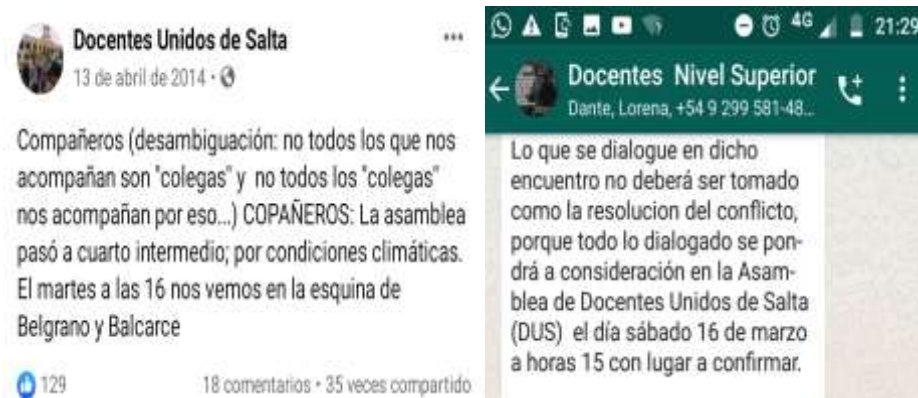 Docentes Unidos de Salta
13 de abril de 2014
Compañeros (desambiguación: no todos los que nos
acompañan son "colegas" y no todos los "colegas"
nos acompañan por eso...) COPAÑEROS: La asamblea
pasó a cuarto intermedio; por condiciones climáticas.
El martes a las 16 nos vemos en la esquina de
Belgrano y Balcarce
129
18 comentarios • 35 veces compartido
4G 21:29
Docentes Nivel Superior
Dante, Lorena, +54 9 299 581-48...
Lo que se dialogue en dicho
encuentro no deberá ser tomado
como la resolucion del conflicto,
porque todo lo dialogado se pon-
drá a consideración en la Asam-
blea de Docentes Unidos de Salta
(DUS) el día sábado 16 de marzo
a horas 15 con lugar a confirmar.